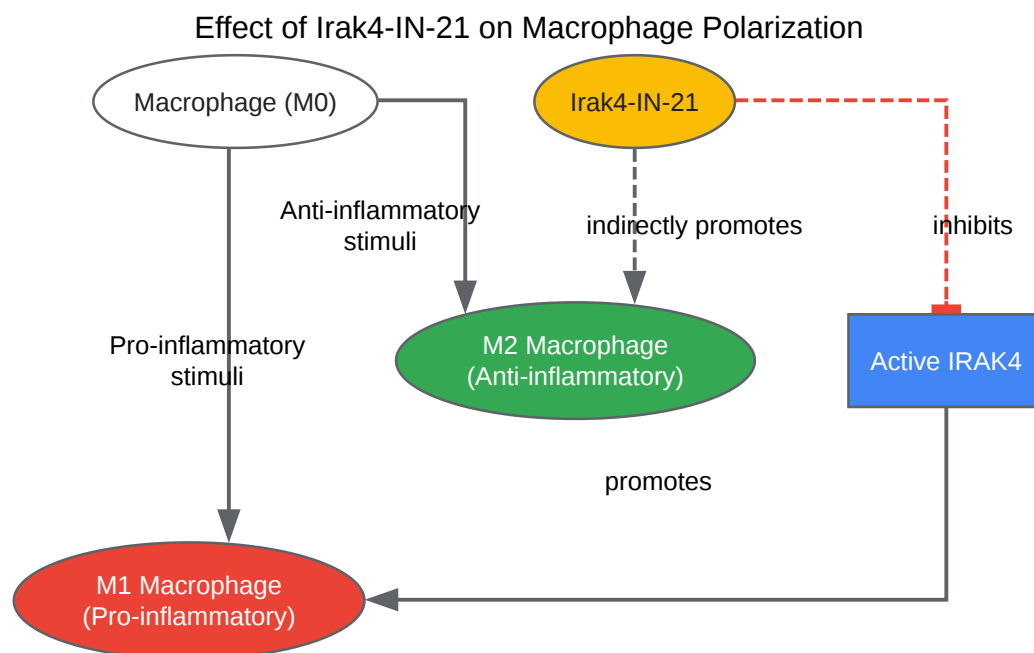 Effect of Irak4-IN-21 on Macrophage Polarization
Macrophage (M0)
Irak4-IN-21
Anti-inflammatory
stimuli
indirectly promotes
inhibits
Pro-inflammatory
stimuli
M2 Macrophage
(Anti-inflammatory)
Active IRAK4
promotes
M1 Macrophage
(Pro-inflammatory)